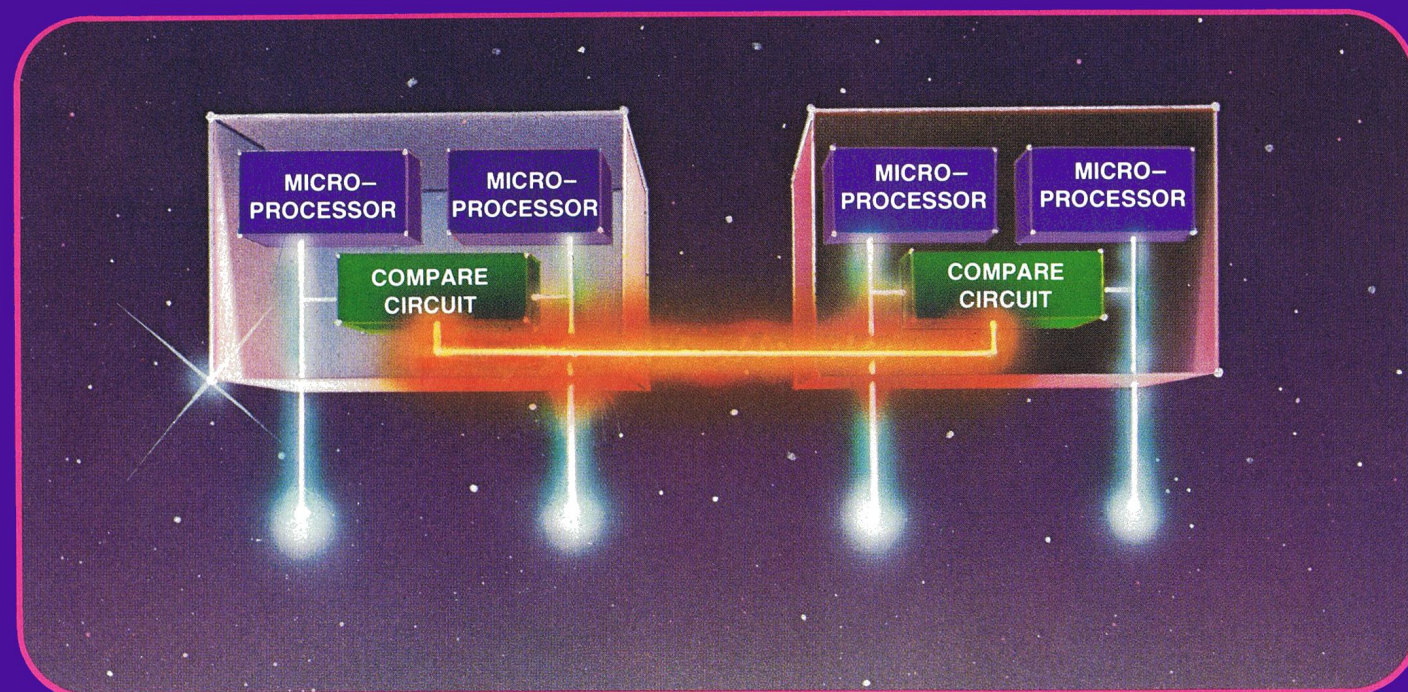 MICRO–
PROCESSOR
MICRO–
PROCESSOR
COMPARE
CIRCUIT
MICRO–
PROCESSOR
MICRO–
PROCESSOR
COMPARE
CIRCUIT